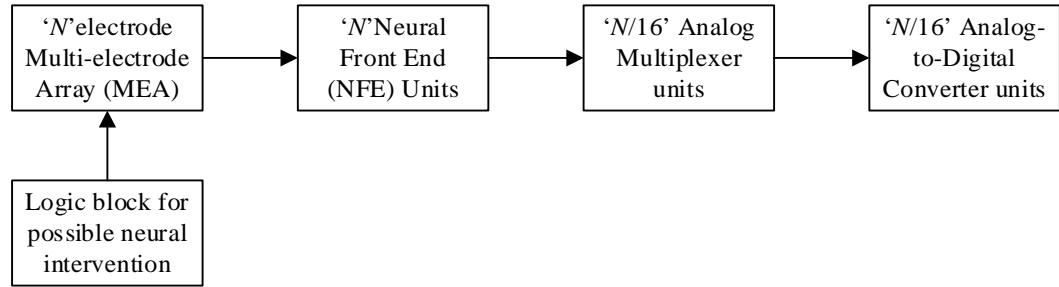 ‘N’electrode
Multi-electrode
Array (MEA)
‘N’Neural
Front End
(NFE) Units
‘N/16’ Analog
Multiplexer
units
‘N/16’ Analog-
to-Digital
Converter units
Logic block for
possible neural
intervention